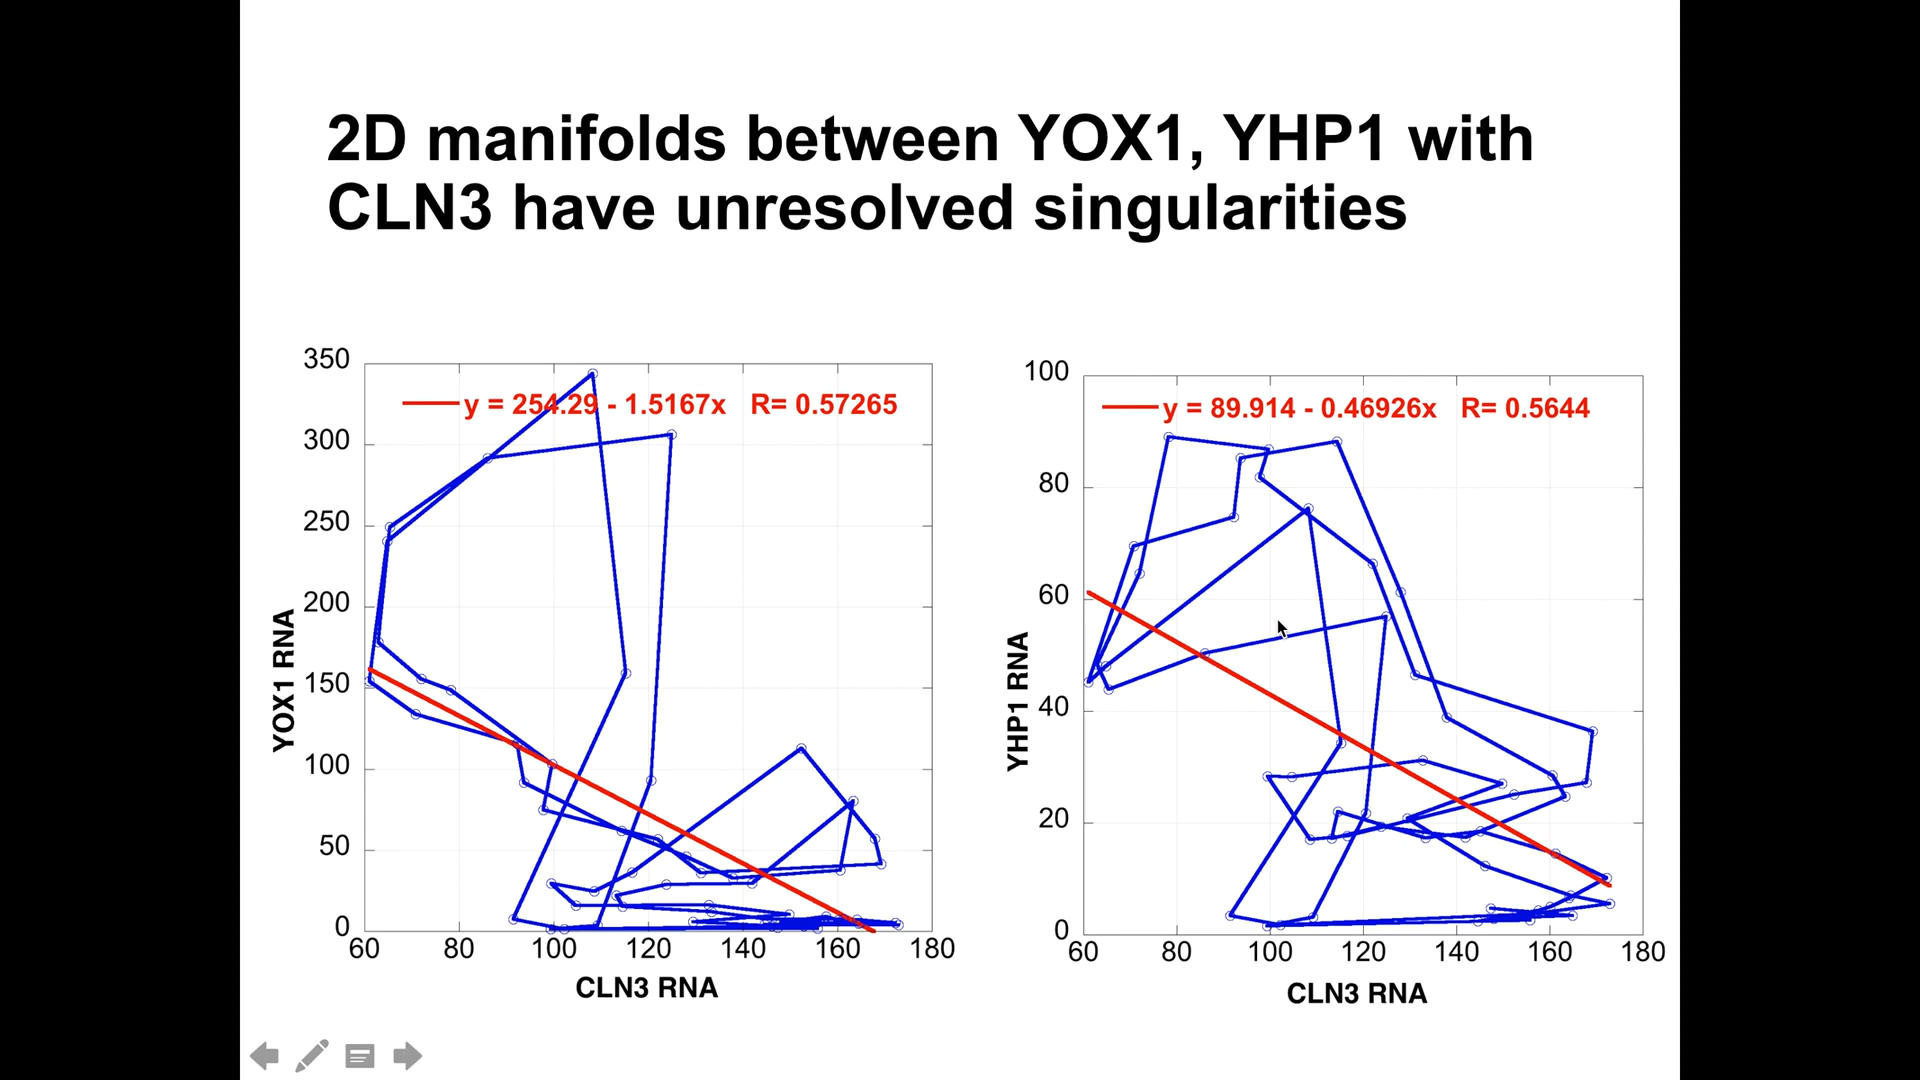 2D manifolds between YOX1, YHP1 with
CLN3 have unresolved singularities
350
300
250
200
150
100
50
0
YOX1 RNA
y = 254.29 - 1.5167x R= 0.57265
60 80 100 120 140 160 180
CLN3 RNA
100
80
60
40
20
0
YHP1 RNA
y = 89.914 - 0.46926x R= 0.5644
60 80 100 120 140 160 180
CLN3 RNA